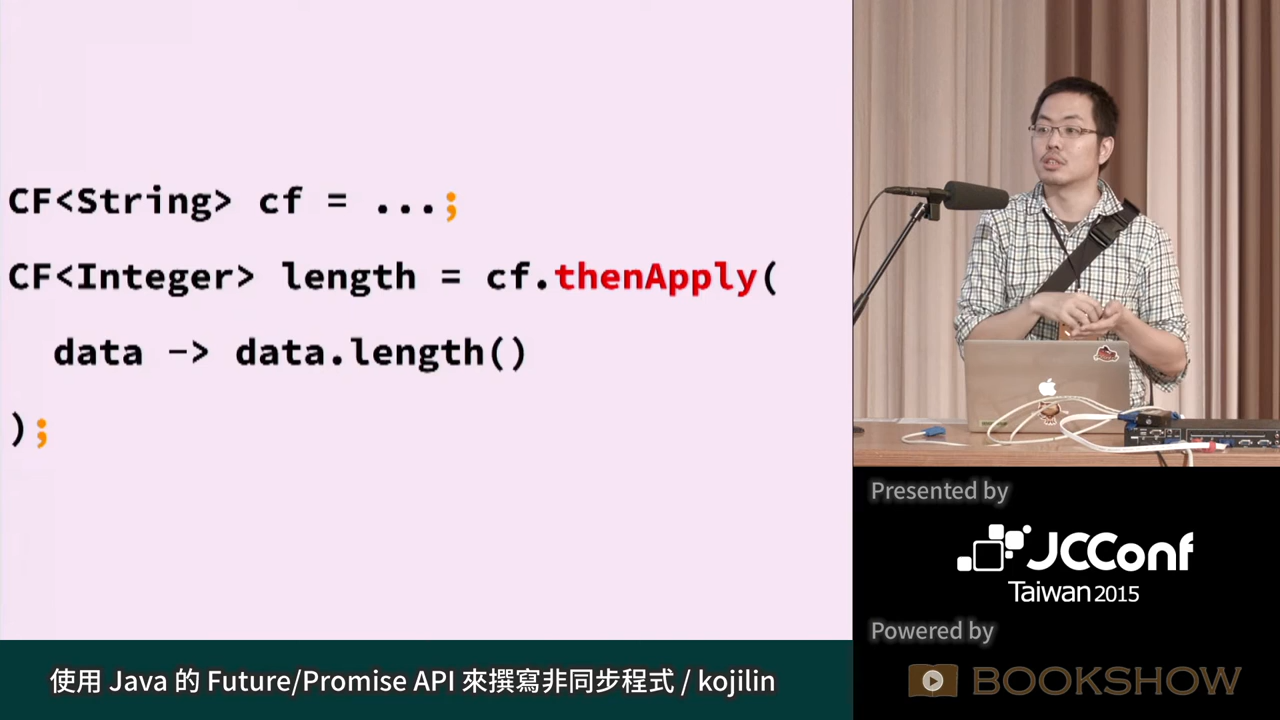 CF<String> cf = ...;
CF<Integer> length = cf.thenApply(
data -> data.length()
);
Presented by
JCConf
Taiwan 2015
Powered by
BOOKSHOW
使用 Java 的 Future/Promise API 來撰寫非同步程式 / kojilin